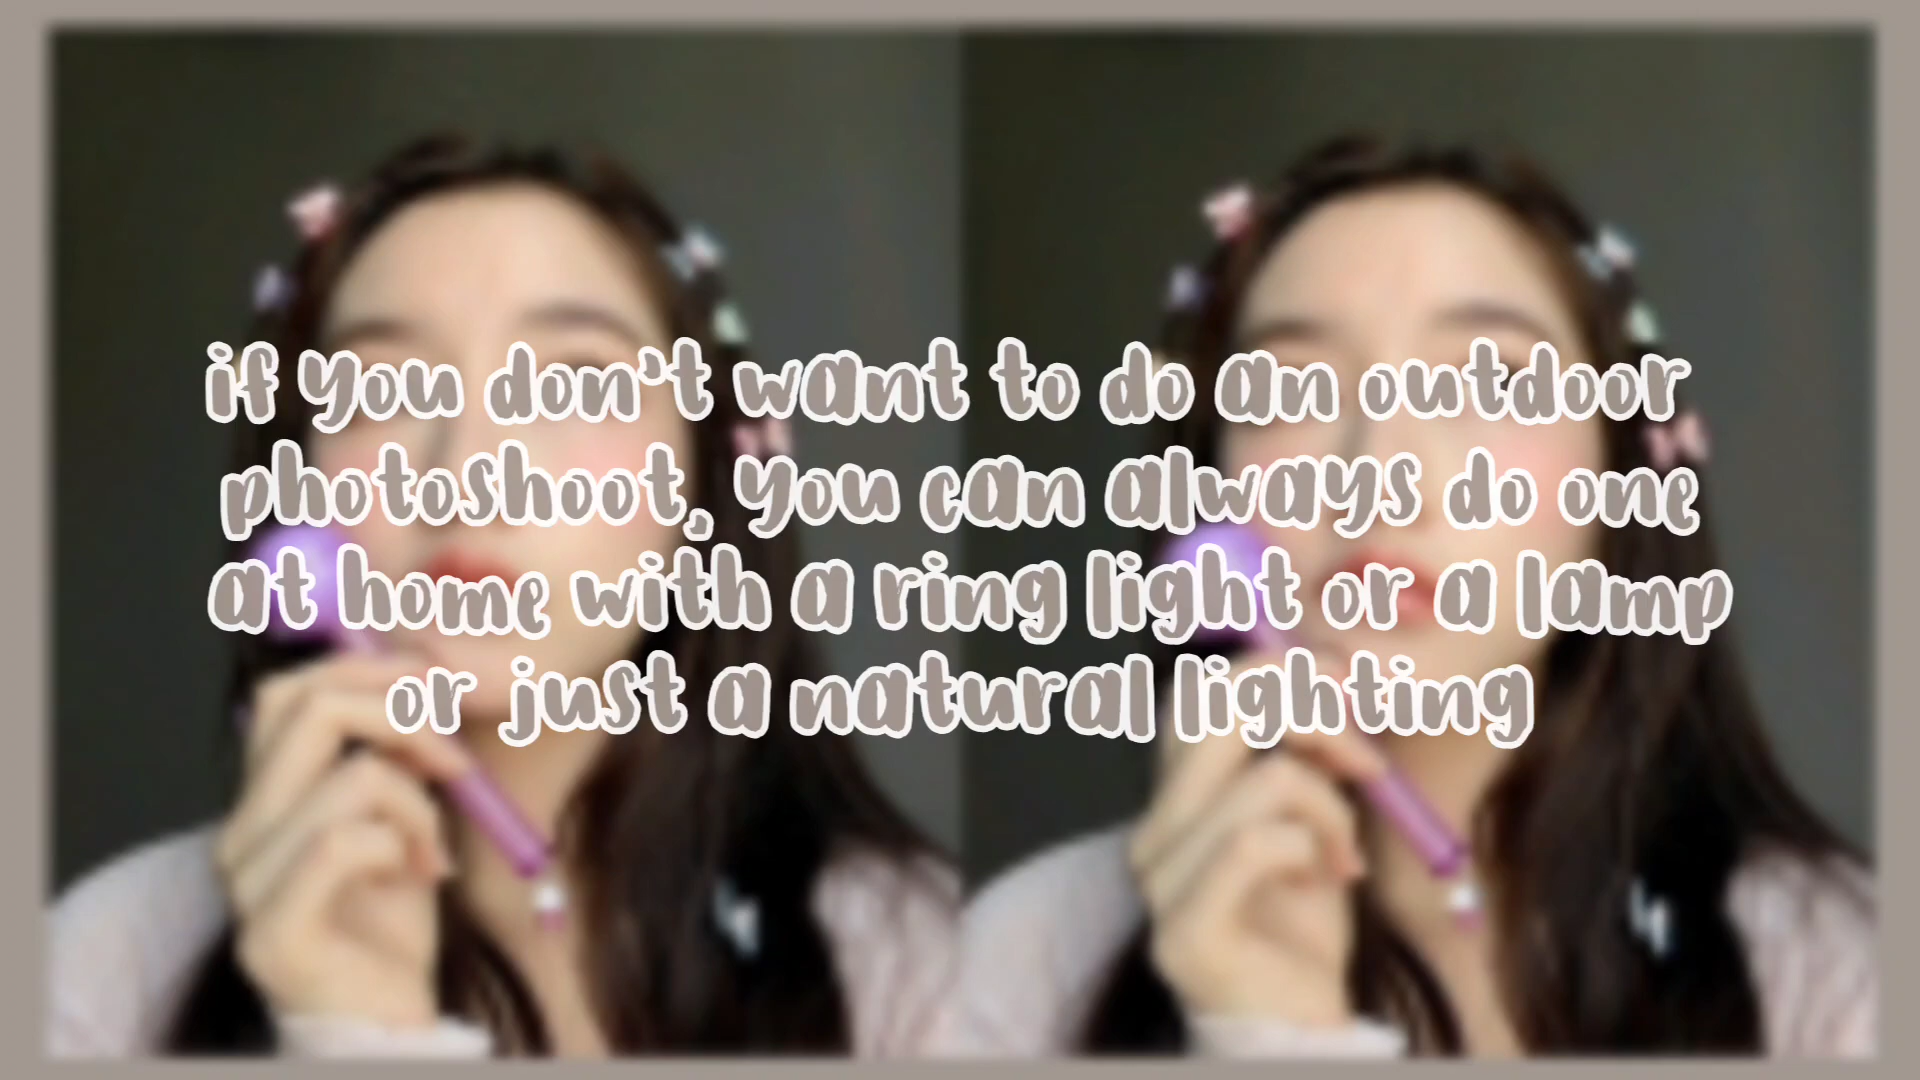 if you don't want to do an outdoor
photoshoot, you can always do one
at home with a ring light or a lamp
or just a natural lighting